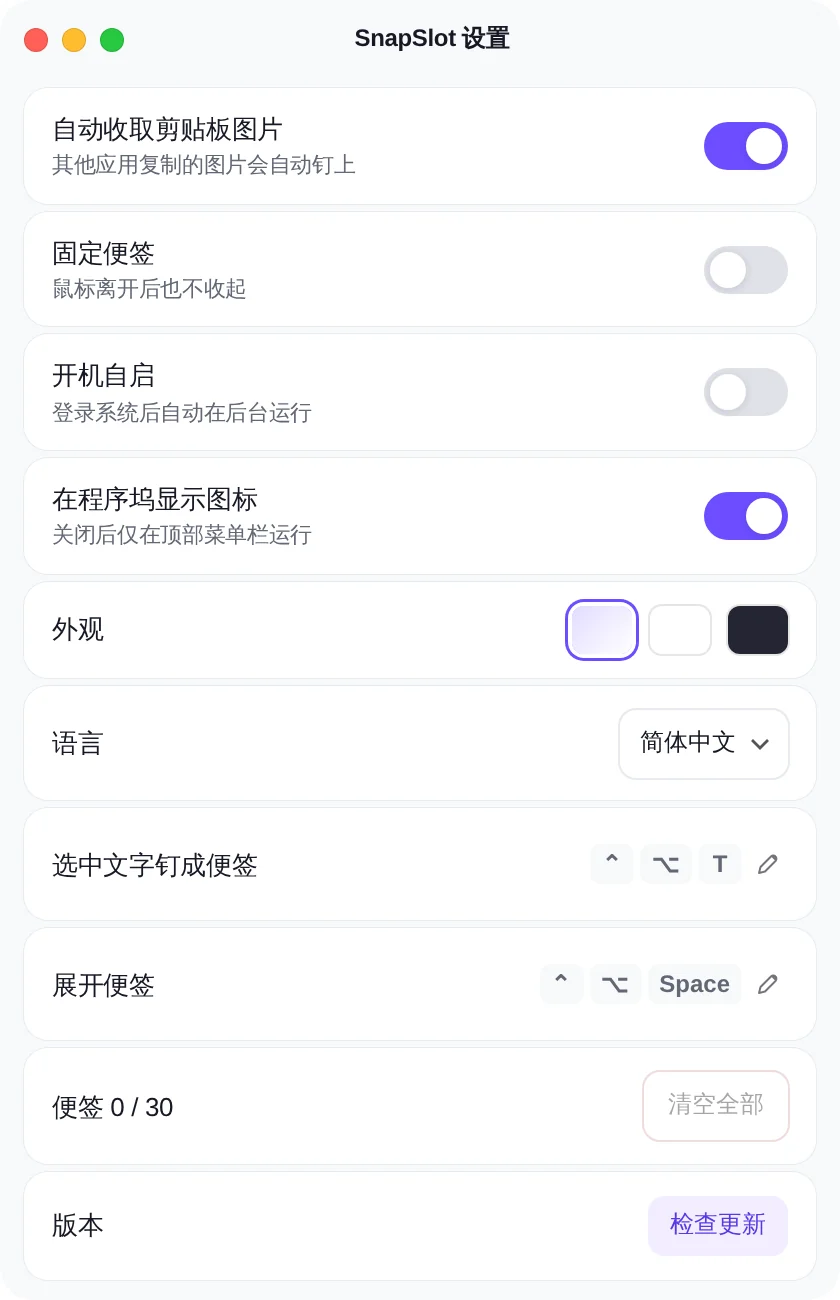 SnapSlot 设置
自动收取剪贴板图片
其他应用复制的图片会自动钉上
固定便签
鼠标离开后也不收起
开机自启
登录系统后自动在后台运行
在程序坞显示图标
关闭后仅在顶部菜单栏运行
外观
语言
简体中文
选中文字钉成便签
⌃ ⌥ T
展开便签
⌃ ⌥ Space
便签 0 / 30
清空全部
版本
检查更新